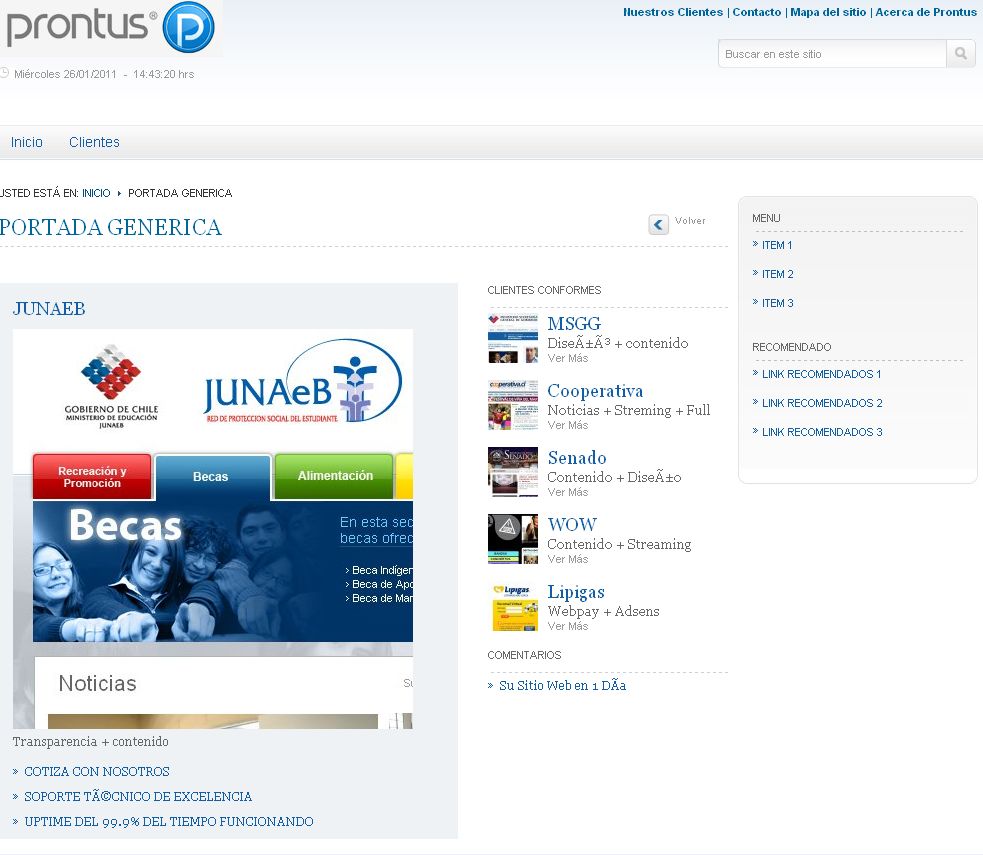 prontus® P
Nuestros Clientes | Contacto | Mapa del sitio | Acerca de Prontus
Buscar en este sitio
Miércoles 26/01/2011 - 14:43:20 hrs
Inicio Clientes
USTED ESTÁ EN: INICIO PORTADA GENERICA
PORTADA GENERICA
Volver
JUNAEB
GOBIERNO DE CHILE
MINISTERIO DE EDUCACIÓN
JUNAEB
JUNAeB
RED DE PROTECCION SOCIAL DEL ESTUDIANTE
Recreación y
Promoción
Becas
Alimentación
Becas
En esta sec
becas ofrec
› Beca Indíger
› Beca de Apo
› Beca de Mar
Noticias
Su
Transparencia + contenido
» COTIZA CON NOSOTROS
» SOPORTE TÃ©CNICO DE EXCELENCIA
» UPTIME DEL 99.9% DEL TIEMPO FUNCIONANDO
CLIENTES CONFORMES
MSGG
DiseÃ±Ã³ + contenido
Ver Más
cooperativa.cl
Cooperativa
Noticias + Streming + Full
Ver Más
SENADO
Senado
Contenido + DiseÃ±o
Ver Más
WOW
Contenido + Streaming
Ver Más
Lipigas
Lipigas
Webpay + Adsens
Ver Más
COMENTARIOS
» Su Sitio Web en 1 DÃa
MENU
» ITEM 1
» ITEM 2
» ITEM 3
RECOMENDADO
» LINK RECOMENDADOS 1
» LINK RECOMENDADOS 2
» LINK RECOMENDADOS 3